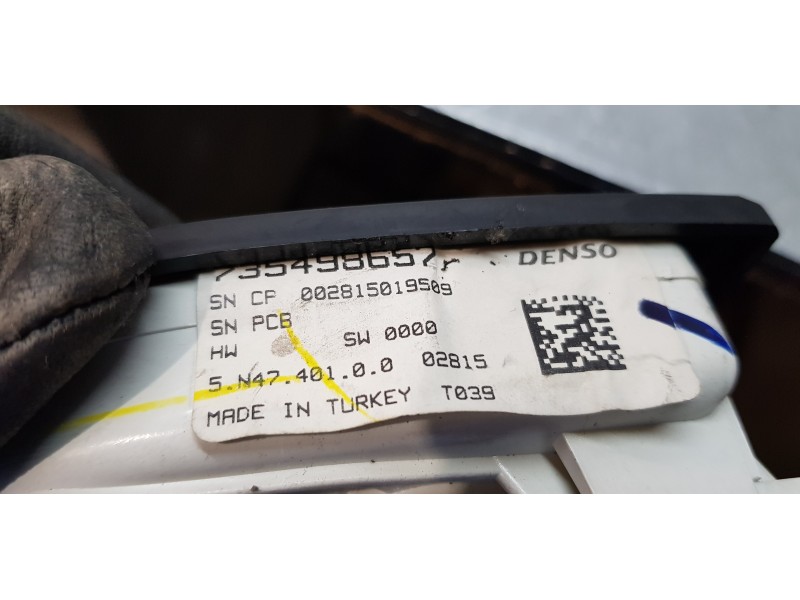 735498657 DENSO
SN CP 002815019509
SN PCB
HW SW 0000
5.N47.401.0.0 02815
MADE IN TURKEY T039